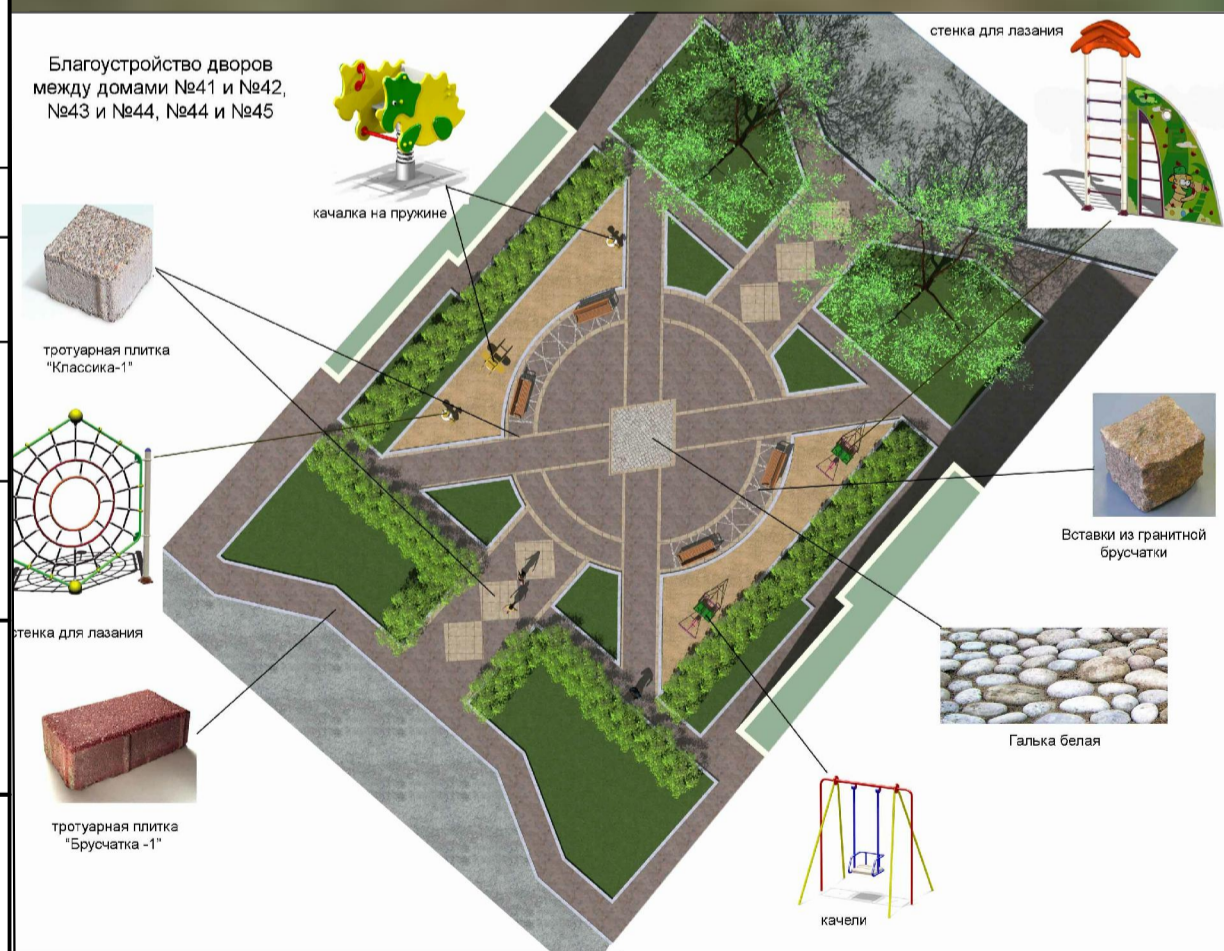 Благоустройство дворов
между домами №41 и №42,
№43 и №44, №44 и №45
стенка для лазания
качалка на пружине
тротуарная плитка
"Классика-1"
Вставки из гранитной
брусчатки
стенка для лазания
Галька белая
тротуарная плитка
"Брусчатка -1"
качели